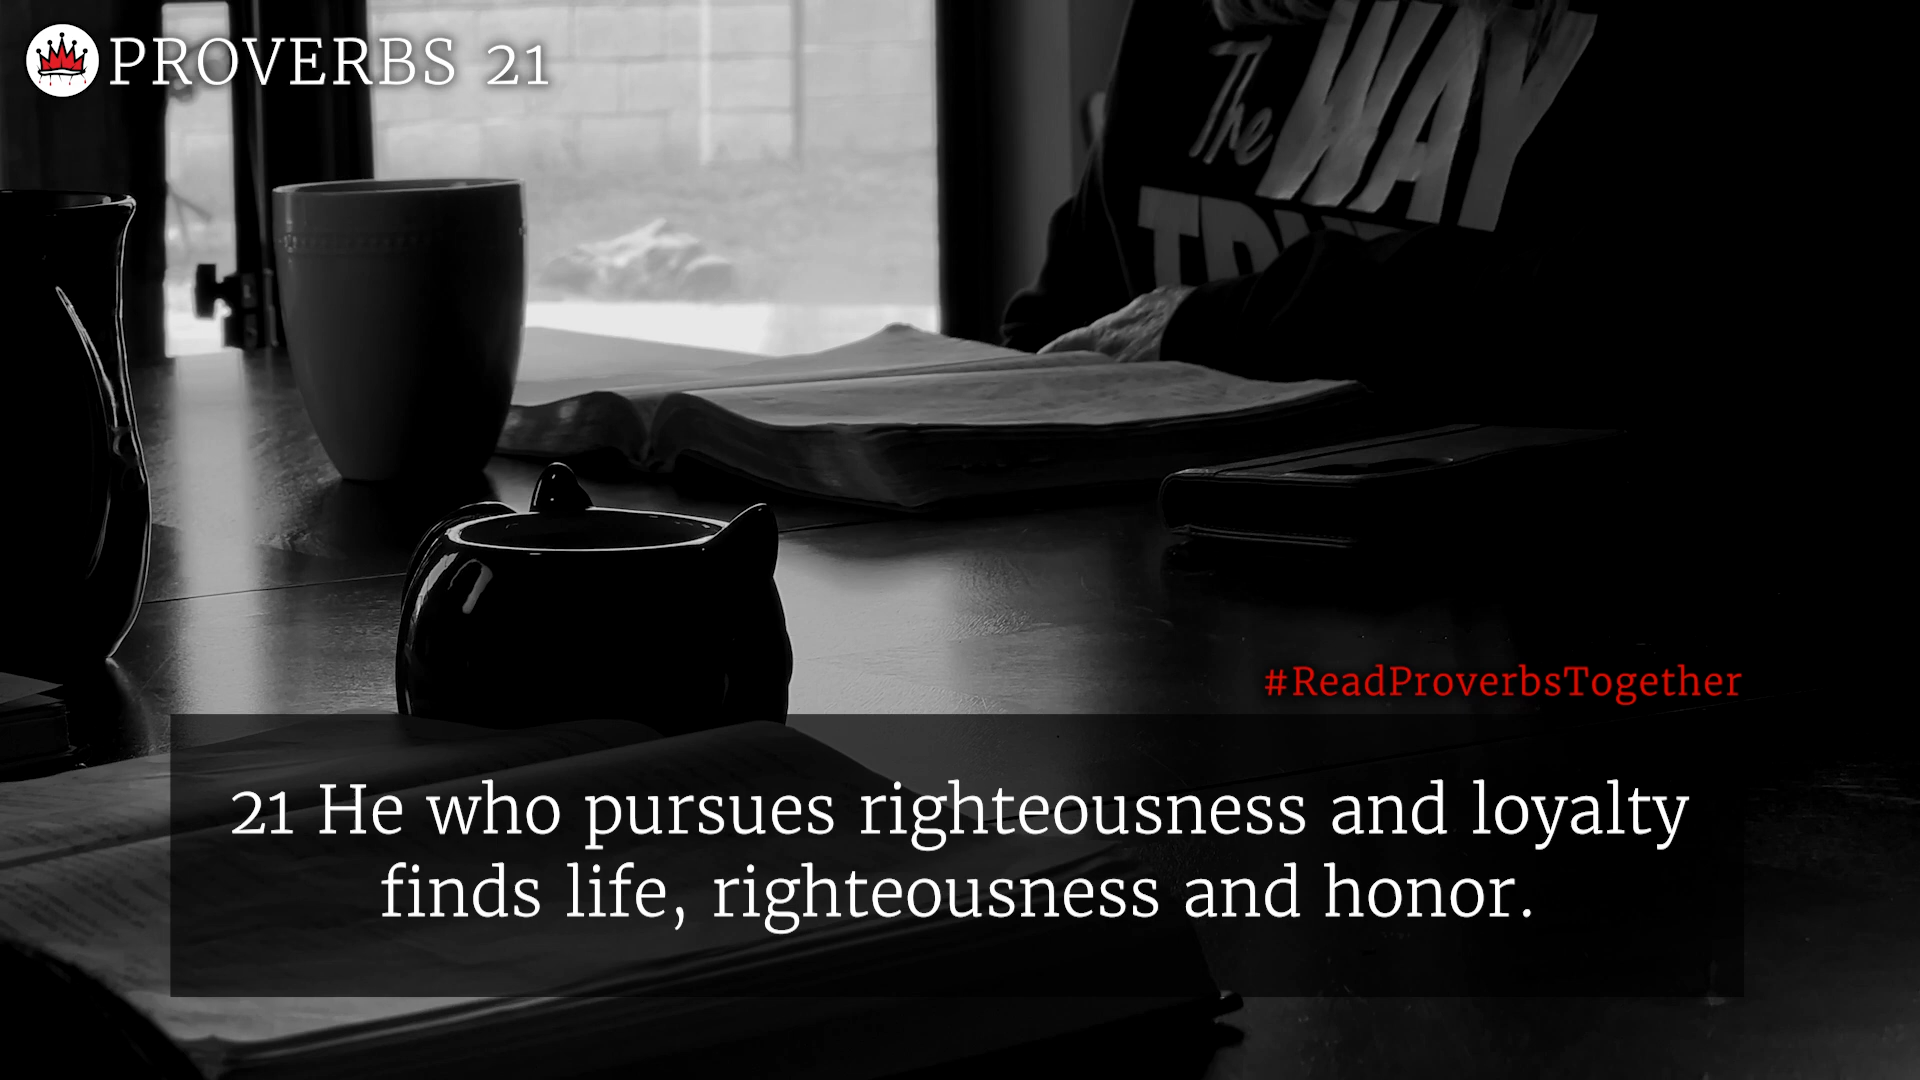 PROVERBS 21
The WAY
#ReadProverbsTogether
21 He who pursues righteousness and loyalty
finds life, righteousness and honor.